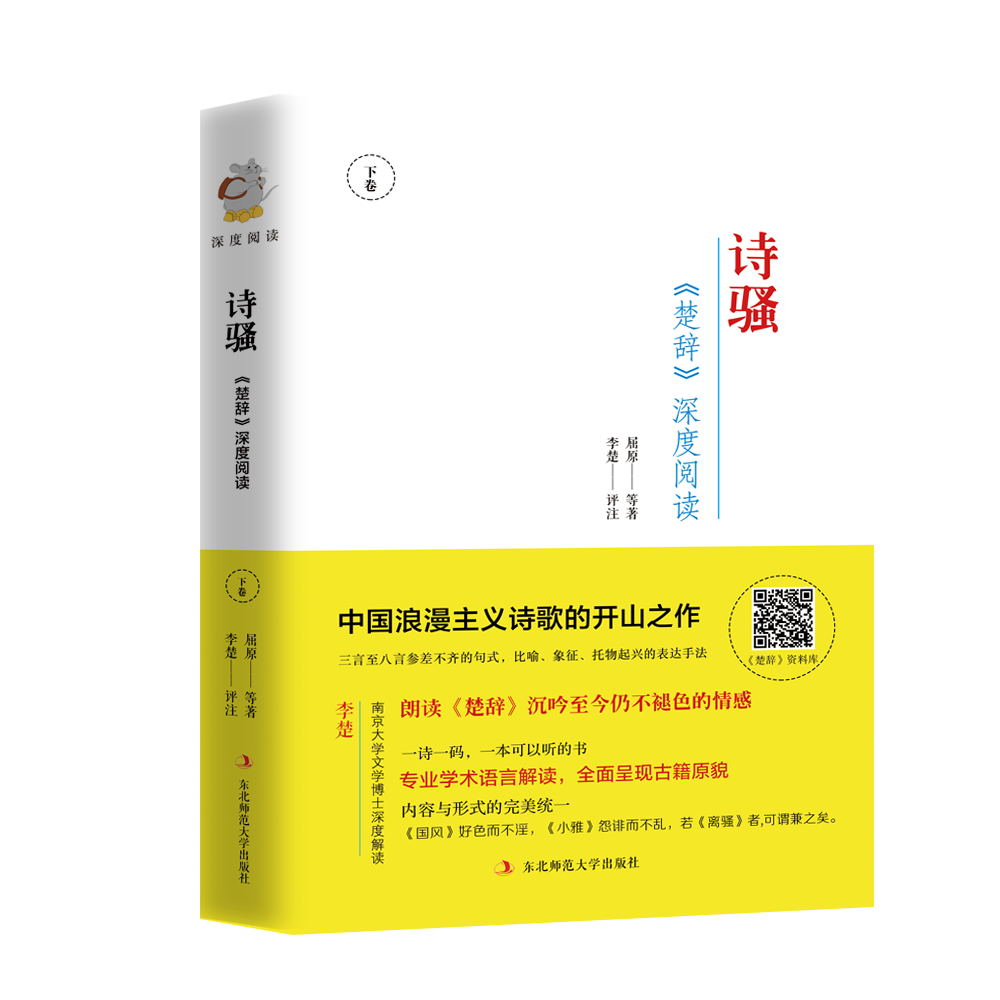 深度阅读
诗骚
《楚辞》深度阅读
下卷
屈原——等著
李楚——评注
东北师范大学出版社
下卷
诗骚
《楚辞》深度阅读
屈原——等著
李楚——评注
中国浪漫主义诗歌的开山之作
三言至八言参差不齐的句式，比喻、象征、托物起兴的表达手法
《楚辞》资料库
李楚
南京大学文学博士深度解读
朗读《楚辞》沉吟至今仍不褪色的情感
一诗一码，一本可以听的书
专业学术语言解读，全面呈现古籍原貌
内容与形式的完美统一
《国风》好色而不淫，《小雅》怨诽而不乱，若《离骚》者,可谓兼之矣。
东北师范大学出版社